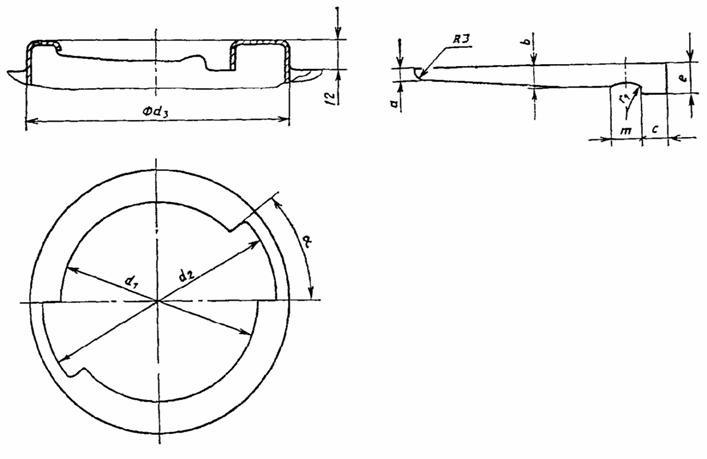 12
Φd₃
R3
b
a
e
r₁
m
c
α
d₁
d₂